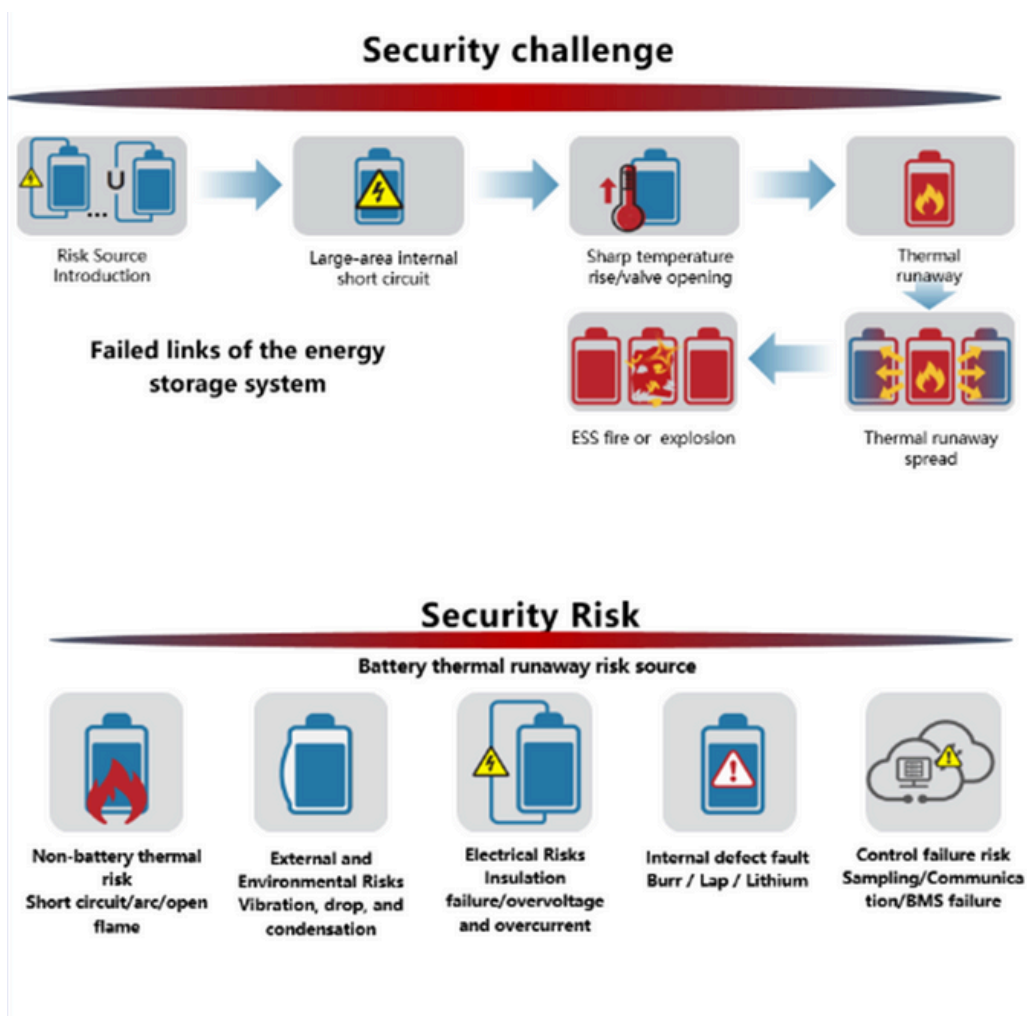 Security challenge
Risk Source
Introduction
Large-area internal
short circuit
Sharp temperature
rise/valve opening
Thermal
runaway
Failed links of the energy
storage system
ESS fire or explosion
Thermal runaway
spread
Security Risk
Battery thermal runaway risk source
Non-battery thermal
risk
Short circuit/arc/open
flame
External and
Environmental Risks
Vibration, drop, and
condensation
Electrical Risks
Insulation
failure/overvoltage
and overcurrent
Internal defect fault
Burr / Lap / Lithium
Control failure risk
Sampling/Communica
tion/BMS failure